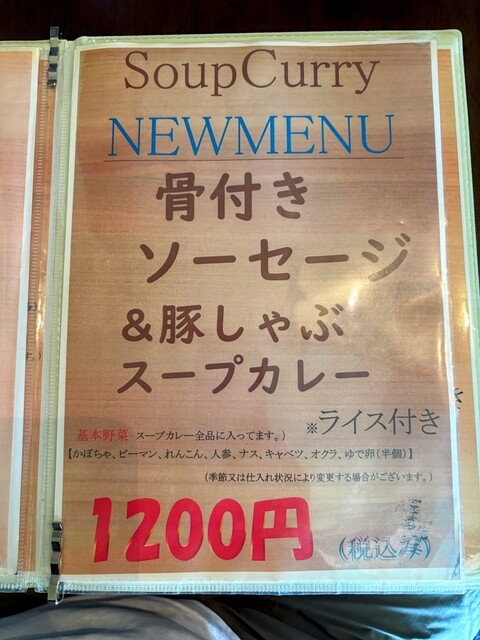 SoupCurry
NEWMENU
骨付き
ソーセージ
&豚しゃぶ
スープカレー
※ライス付き
基本野菜 スープカレー全品に入ってます。)
【かぼちゃ、ピーマン、れんこん、人参、ナス、キャベツ、オクラ、ゆで卵(半個)】
(季節又は仕入れ状況により変更する場合がございます。)
1200円
(税込